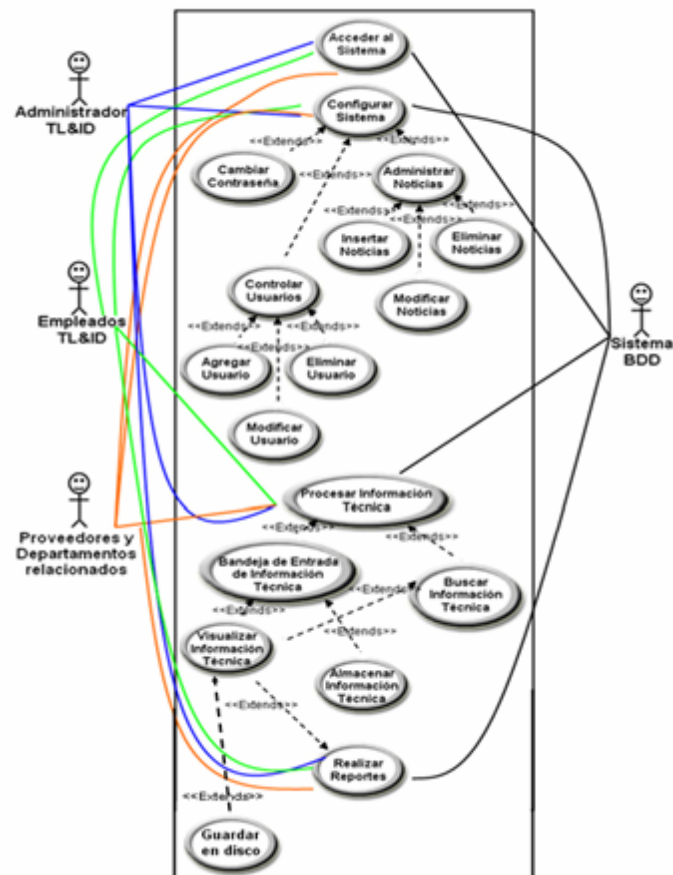 Acceder al
Sistema
Administrador
TL&ID
Configurar
Sistema
<<Extends>>
<<Extends>>
<<Extends>>
Cambiar
Contraseña
Administrar
Noticias
<<Extends>>
<<Extends>>
<<Extends>>
Insertar
Noticias
Eliminar
Noticias
Modificar
Noticias
Controlar
Usuarios
Empleados
TL&ID
Sistema
BDD
<<Extends>>
<<Extends>>
<<Extends>>
Agregar
Usuario
Eliminar
Usuario
Modificar
Usuario
Procesar Información
Técnica
Proveedores y
Departamentos
relacionados
<<Extends>>
<<Extends>>
Bandeja de Entrada
de Información
Técnica
Buscar
Información
Técnica
<<Extends>>
<<Extends>>
<<Extends>>
Visualizar
Información
Técnica
Almacenar
Información
Técnica
<<Extends>>
Realizar
Reportes
<<Extends>>
Guardar
en disco